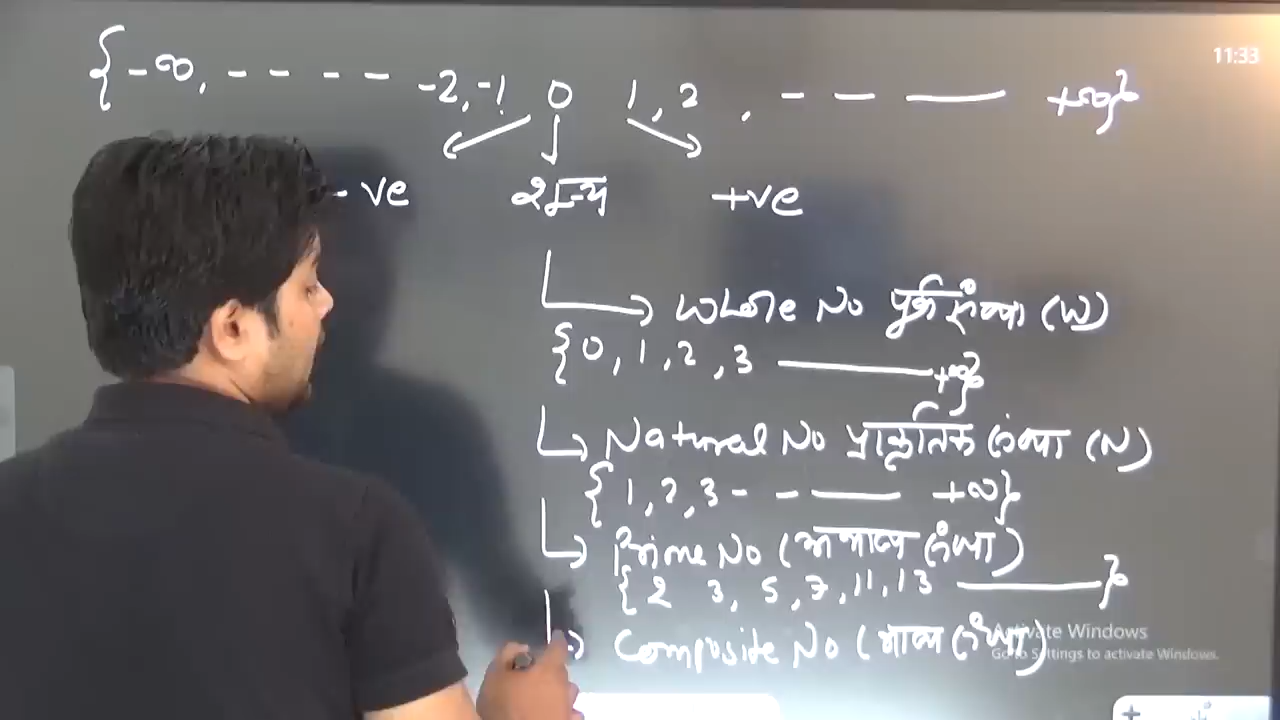 11:33
{-∞, - - - - -2, -1 0 1, 2, - - — +∞}
-ve शून्य +ve
Whole No पूर्ण संख्या (W)
{0, 1, 2, 3 — +∞}
Natural No प्राकृतिक संख्या (N)
{1, 2, 3 - - — +∞}
Prime No (अभाज्य संख्या)
{2 3, 5, 7, 11, 13 — }
Composite No (भाज्य संख्या)
Activate Windows
Go to Settings to activate Windows.